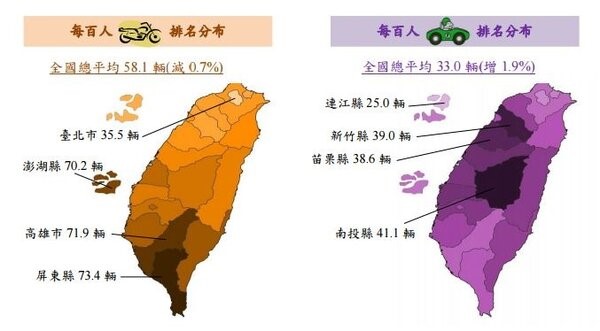 每百人 排名分布
全國總平均 58.1 輛(減 0.7%)
臺北市 35.5 輛
澎湖縣 70.2 輛
高雄市 71.9 輛
屏東縣 73.4 輛
每百人 排名分布
全國總平均 33.0 輛(增 1.9%)
連江縣 25.0 輛
新竹縣 39.0 輛
苗栗縣 38.6 輛
南投縣 41.1 輛